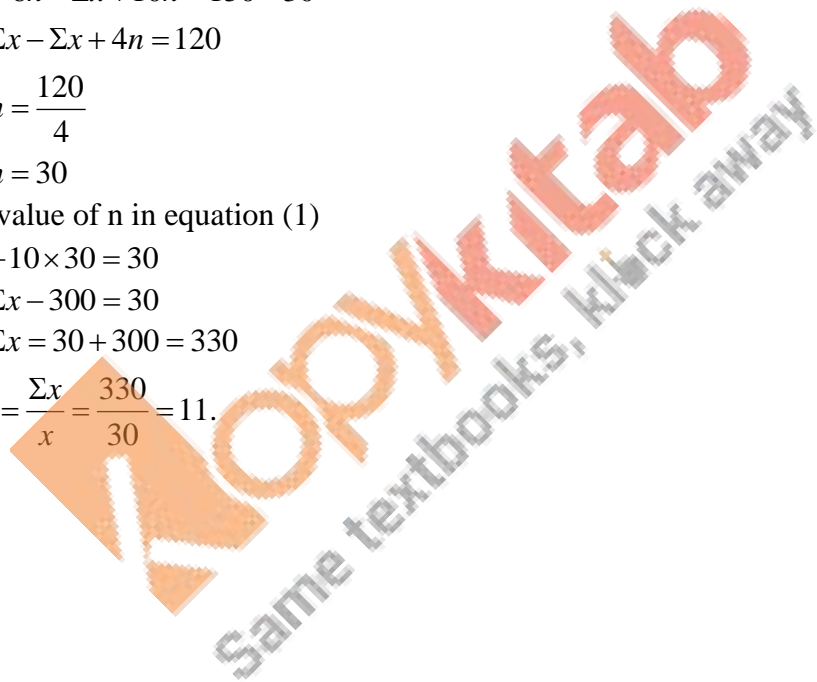 Σx − Σx + 4n = 120
n = 120/4
n = 30
value of n in equation (1)
−10 × 30 = 30
Σx − 300 = 30
Σx = 30 + 300 = 330
= Σx/x = 330/30 = 11.
kopykitab
Same textbooks, klick away